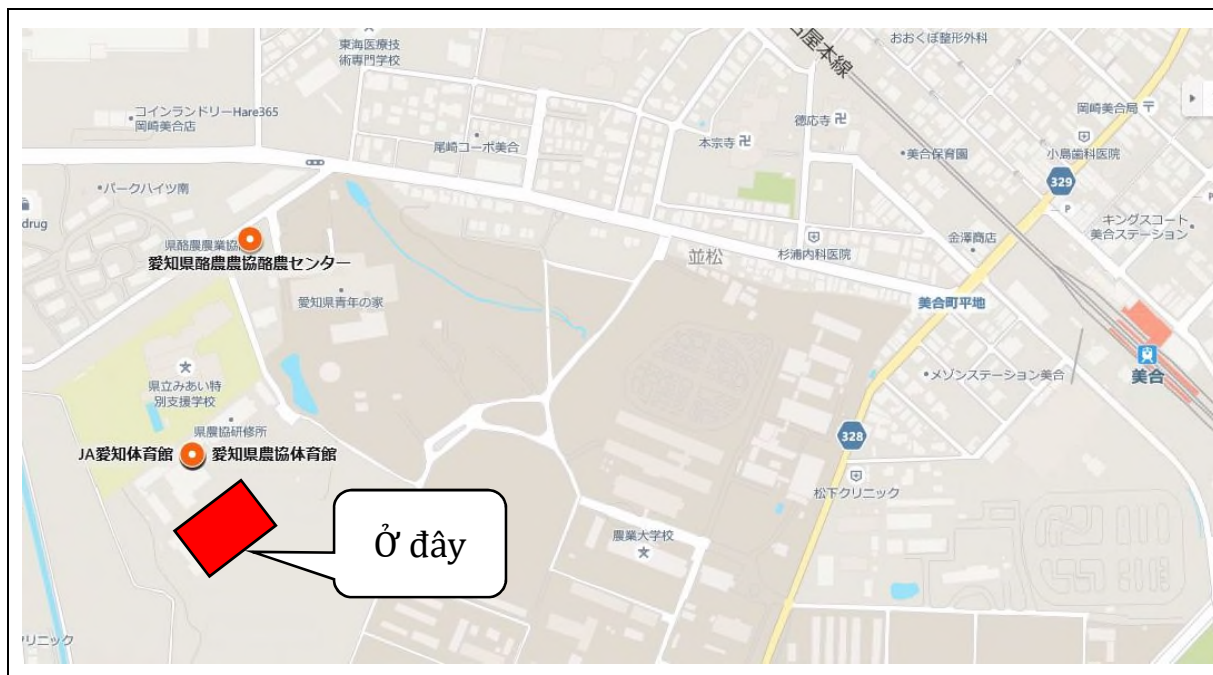 東海医療技
術専門学校
コインランドリーHare365
岡崎美合店
尾崎コーポ美合
本宗寺
徳応寺
屋本線
おおくぼ整形外科
岡崎美合局
美合保育園
小島歯科医院
329
P
P
キングスコート
美合ステーション
パークハイツ南
drug
県酪農農業協
愛知県酪農農協酪農センター
愛知県青年の家
並松
杉浦内科医院
金澤商店
美合町平地
メゾンステーション美合
美合
県立みあい特
別支援学校
県農協研修所
JA愛知体育館
愛知県農協体育館
328
松下クリニック
農業大学校
Ở đây
リニック